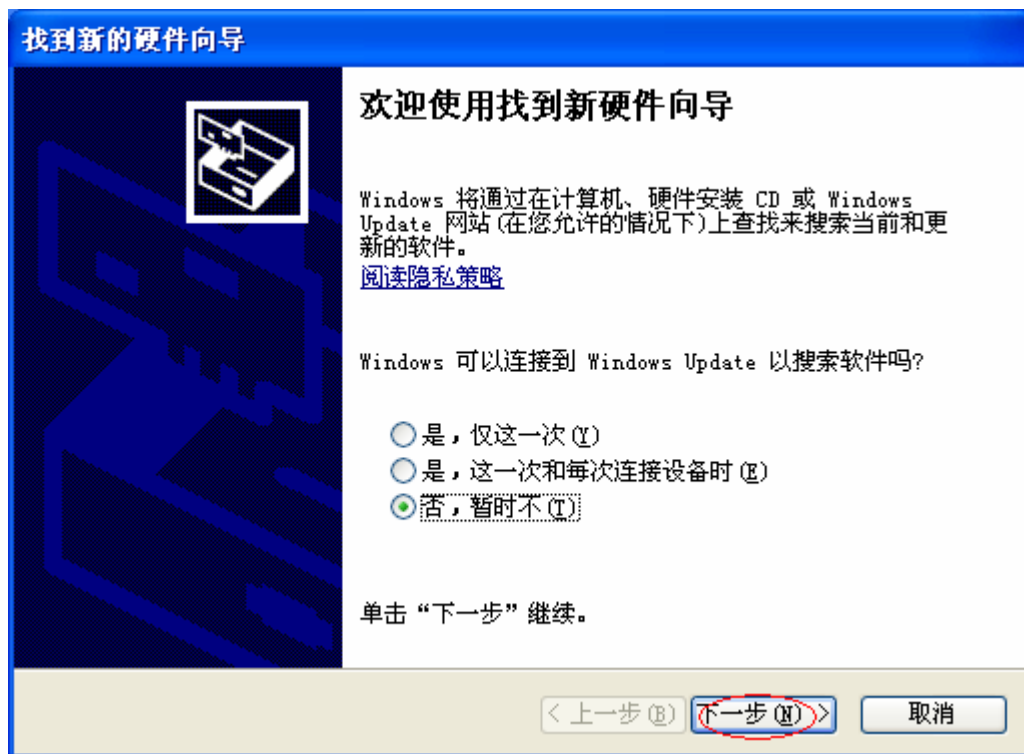 找到新的硬件向导
欢迎使用找到新硬件向导
Windows 将通过在计算机、硬件安装 CD 或 Windows
Update 网站(在您允许的情况下)上查找来搜索当前和更
新的软件。
阅读隐私策略
Windows 可以连接到 Windows Update 以搜索软件吗?
是，仅这一次(Y)
是，这一次和每次连接设备时(E)
否，暂时不(T)
单击“下一步”继续。
< 上一步(B) 下一步(N) > 取消